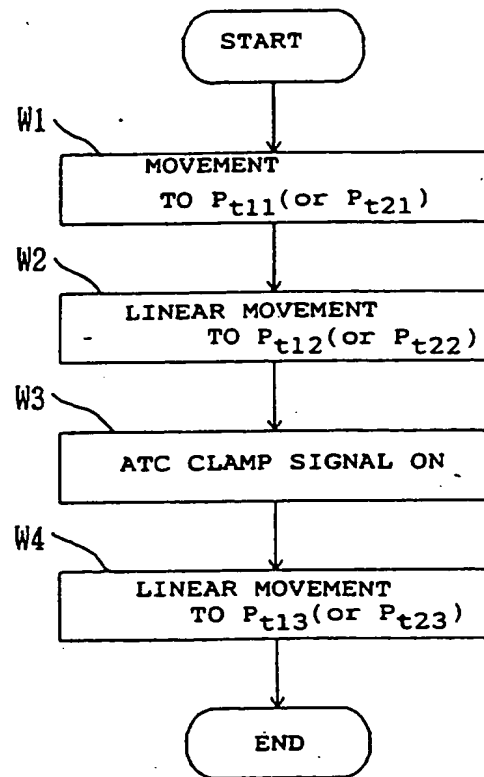 START
W1
MOVEMENT
TO Pt11(or Pt21)
W2
LINEAR MOVEMENT
TO Pt12(or Pt22)
W3
ATC CLAMP SIGNAL ON
W4
LINEAR MOVEMENT
TO Pt13(or Pt23)
END